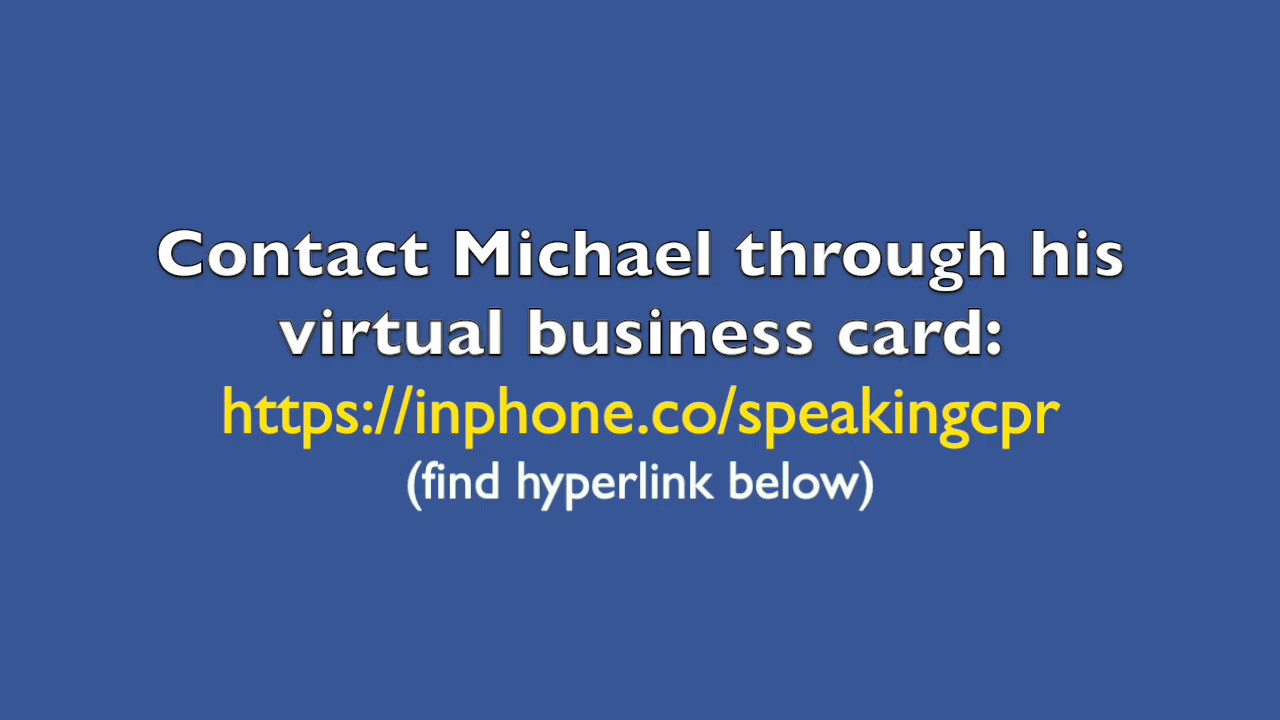 Contact Michael through his
virtual business card:
https://inphone.co/speakingcpr
(find hyperlink below)